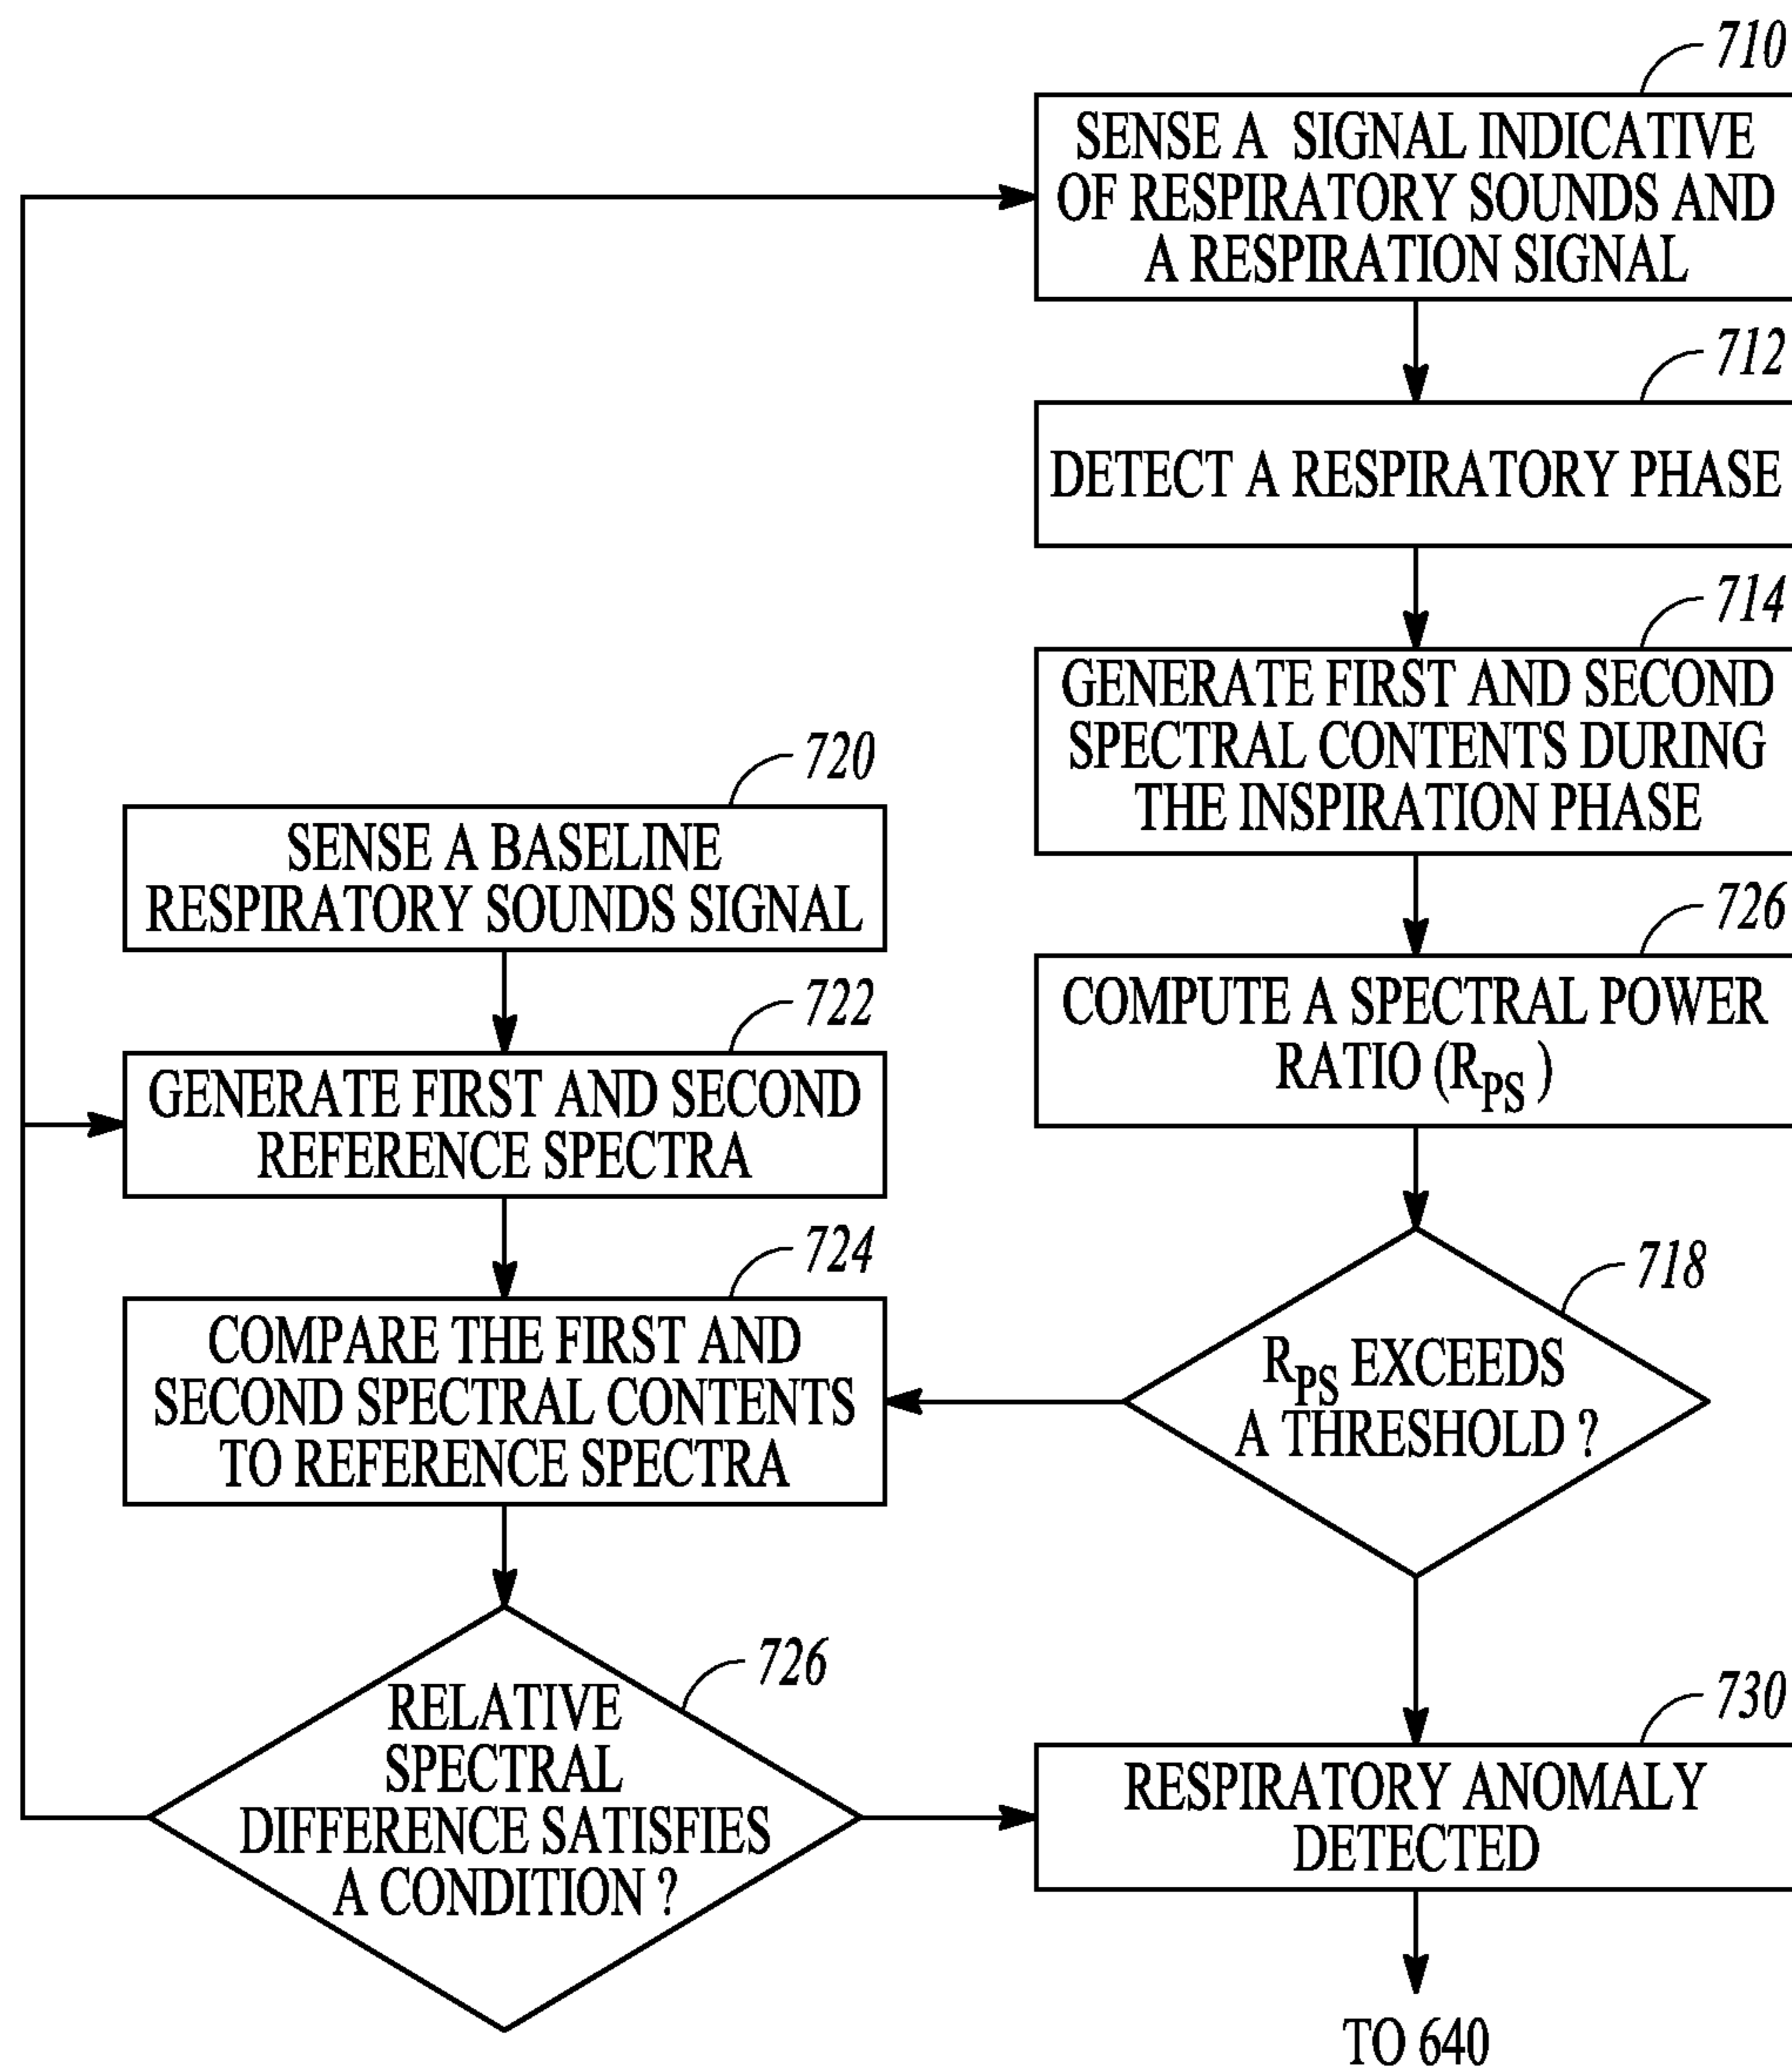 710
SENSE A SIGNAL INDICATIVE
OF RESPIRATORY SOUNDS AND
A RESPIRATION SIGNAL
712
DETECT A RESPIRATORY PHASE
714
GENERATE FIRST AND SECOND
SPECTRAL CONTENTS DURING
THE INSPIRATION PHASE
726
COMPUTE A SPECTRAL POWER
RATIO (RPS )
718
RPS EXCEEDS
A THRESHOLD ?
720
SENSE A BASELINE
RESPIRATORY SOUNDS SIGNAL
722
GENERATE FIRST AND SECOND
REFERENCE SPECTRA
724
COMPARE THE FIRST AND
SECOND SPECTRAL CONTENTS
TO REFERENCE SPECTRA
726
RELATIVE
SPECTRAL
DIFFERENCE SATISFIES
A CONDITION ?
730
RESPIRATORY ANOMALY
DETECTED
TO 640